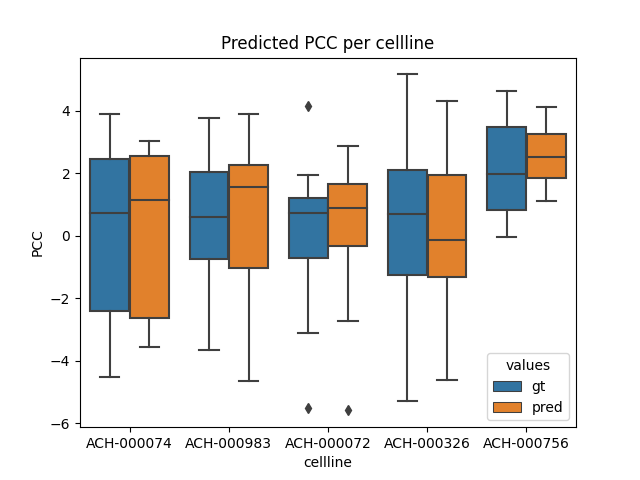 Predicted PCC per cellline
PCC
4
2
0
−2
−4
−6
ACH-000074 ACH-000983 ACH-000072 ACH-000326 ACH-000756
cellline
values
gt
pred